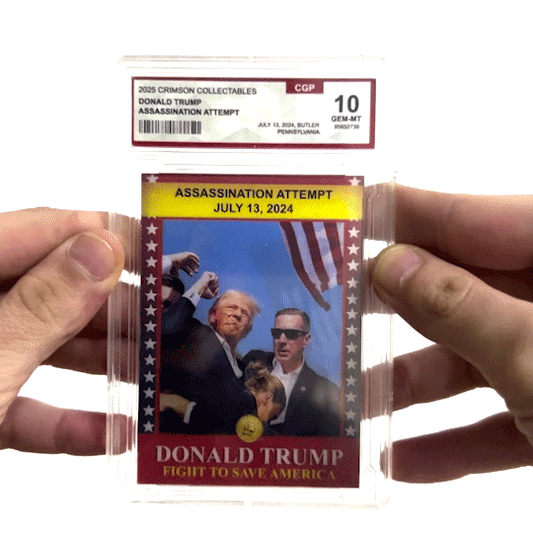 2025 CRIMSON COLLECTABLES
CGP
DONALD TRUMP
ASSASSINATION ATTEMPT
10
GEM-MT
JULY 13, 2024, BUTLER
PENNSYLVANIA
ASSASSINATION ATTEMPT
JULY 13, 2024
DONALD TRUMP
FIGHT TO SAVE AMERICA